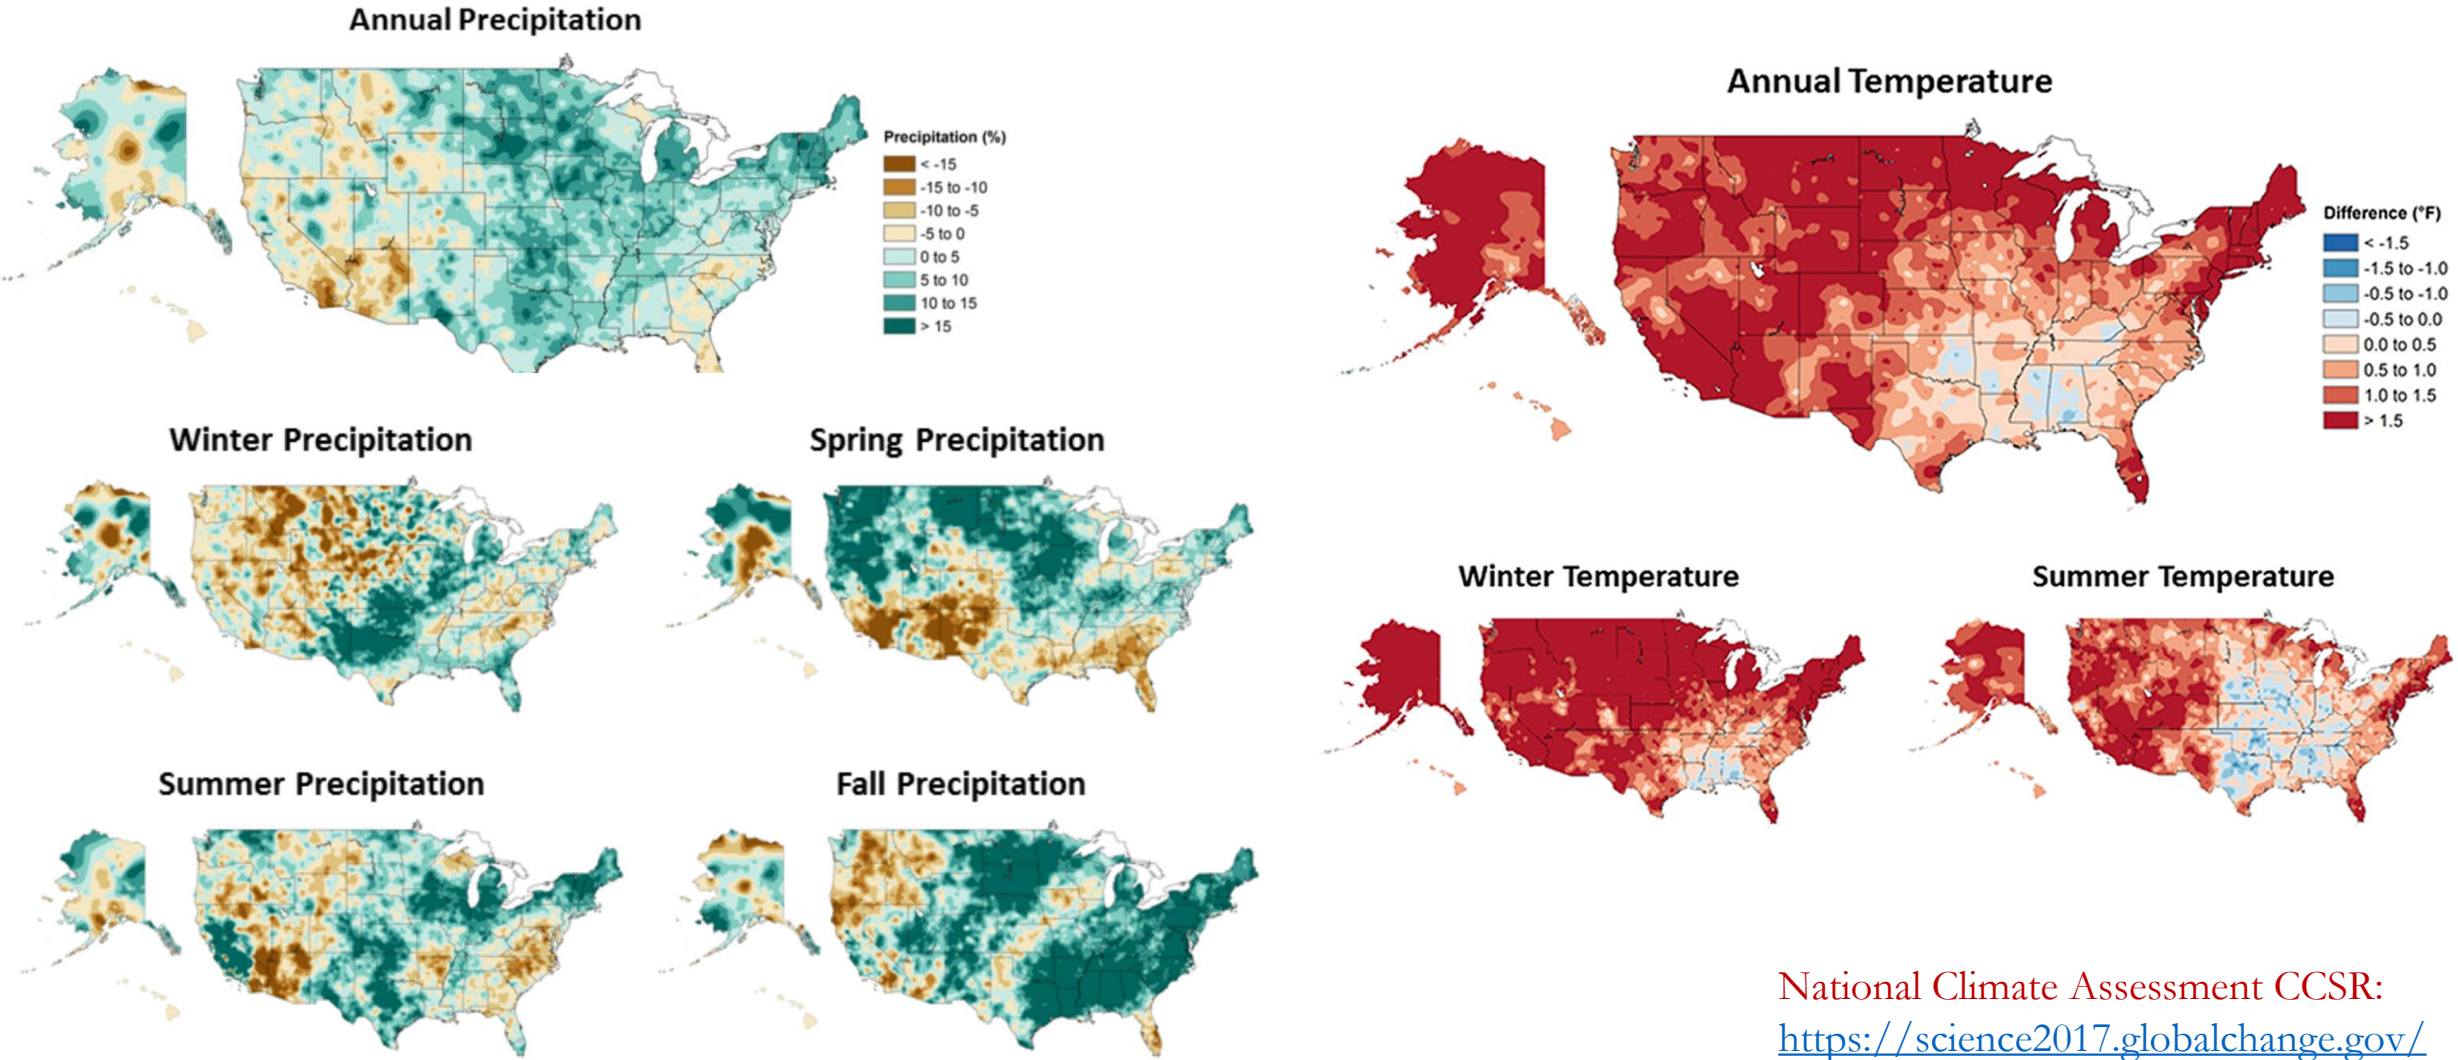 Annual Precipitation
Precipitation (%)
< -15
-15 to -10
-10 to -5
-5 to 0
0 to 5
5 to 10
10 to 15
> 15
Annual Temperature
Difference (°F)
< -1.5
-1.5 to -1.0
-0.5 to -1.0
-0.5 to 0.0
0.0 to 0.5
0.5 to 1.0
1.0 to 1.5
> 1.5
Winter Precipitation
Spring Precipitation
Summer Precipitation
Fall Precipitation
Winter Temperature
Summer Temperature
National Climate Assessment CCSR:
https://science2017.globalchange.gov/